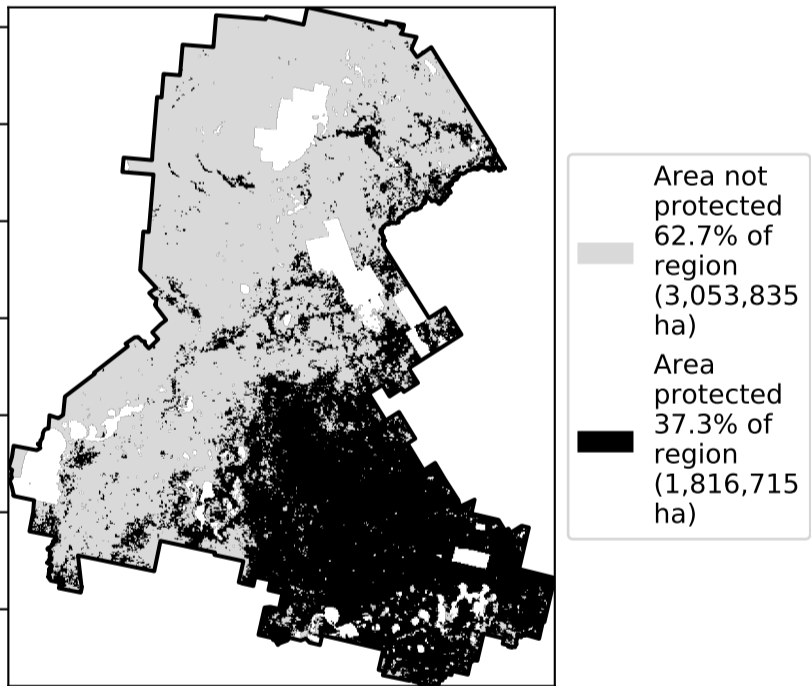 Area not
protected
62.7% of
region
(3,053,835
ha)
Area
protected
37.3% of
region
(1,816,715
ha)